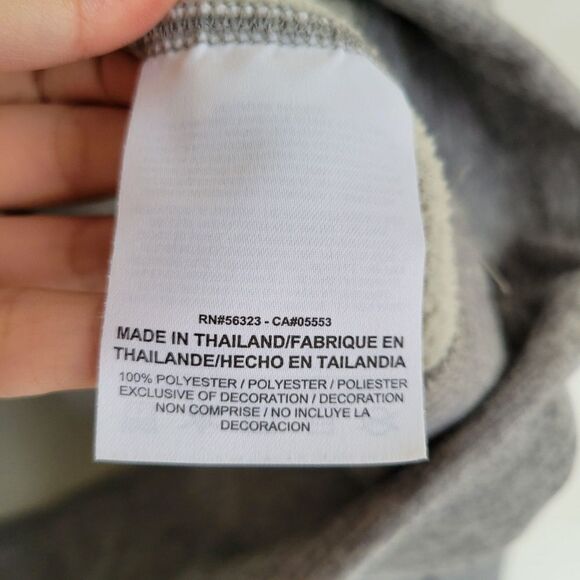 RN#56323 - CA#05553
MADE IN THAILAND/FABRIQUE EN
THAILANDE/HECHO EN TAILANDIA
100% POLYESTER / POLYESTER / POLIESTER
EXCLUSIVE OF DECORATION / DECORATION
NON COMPRISE / NO INCLUYE LA
DECORACION